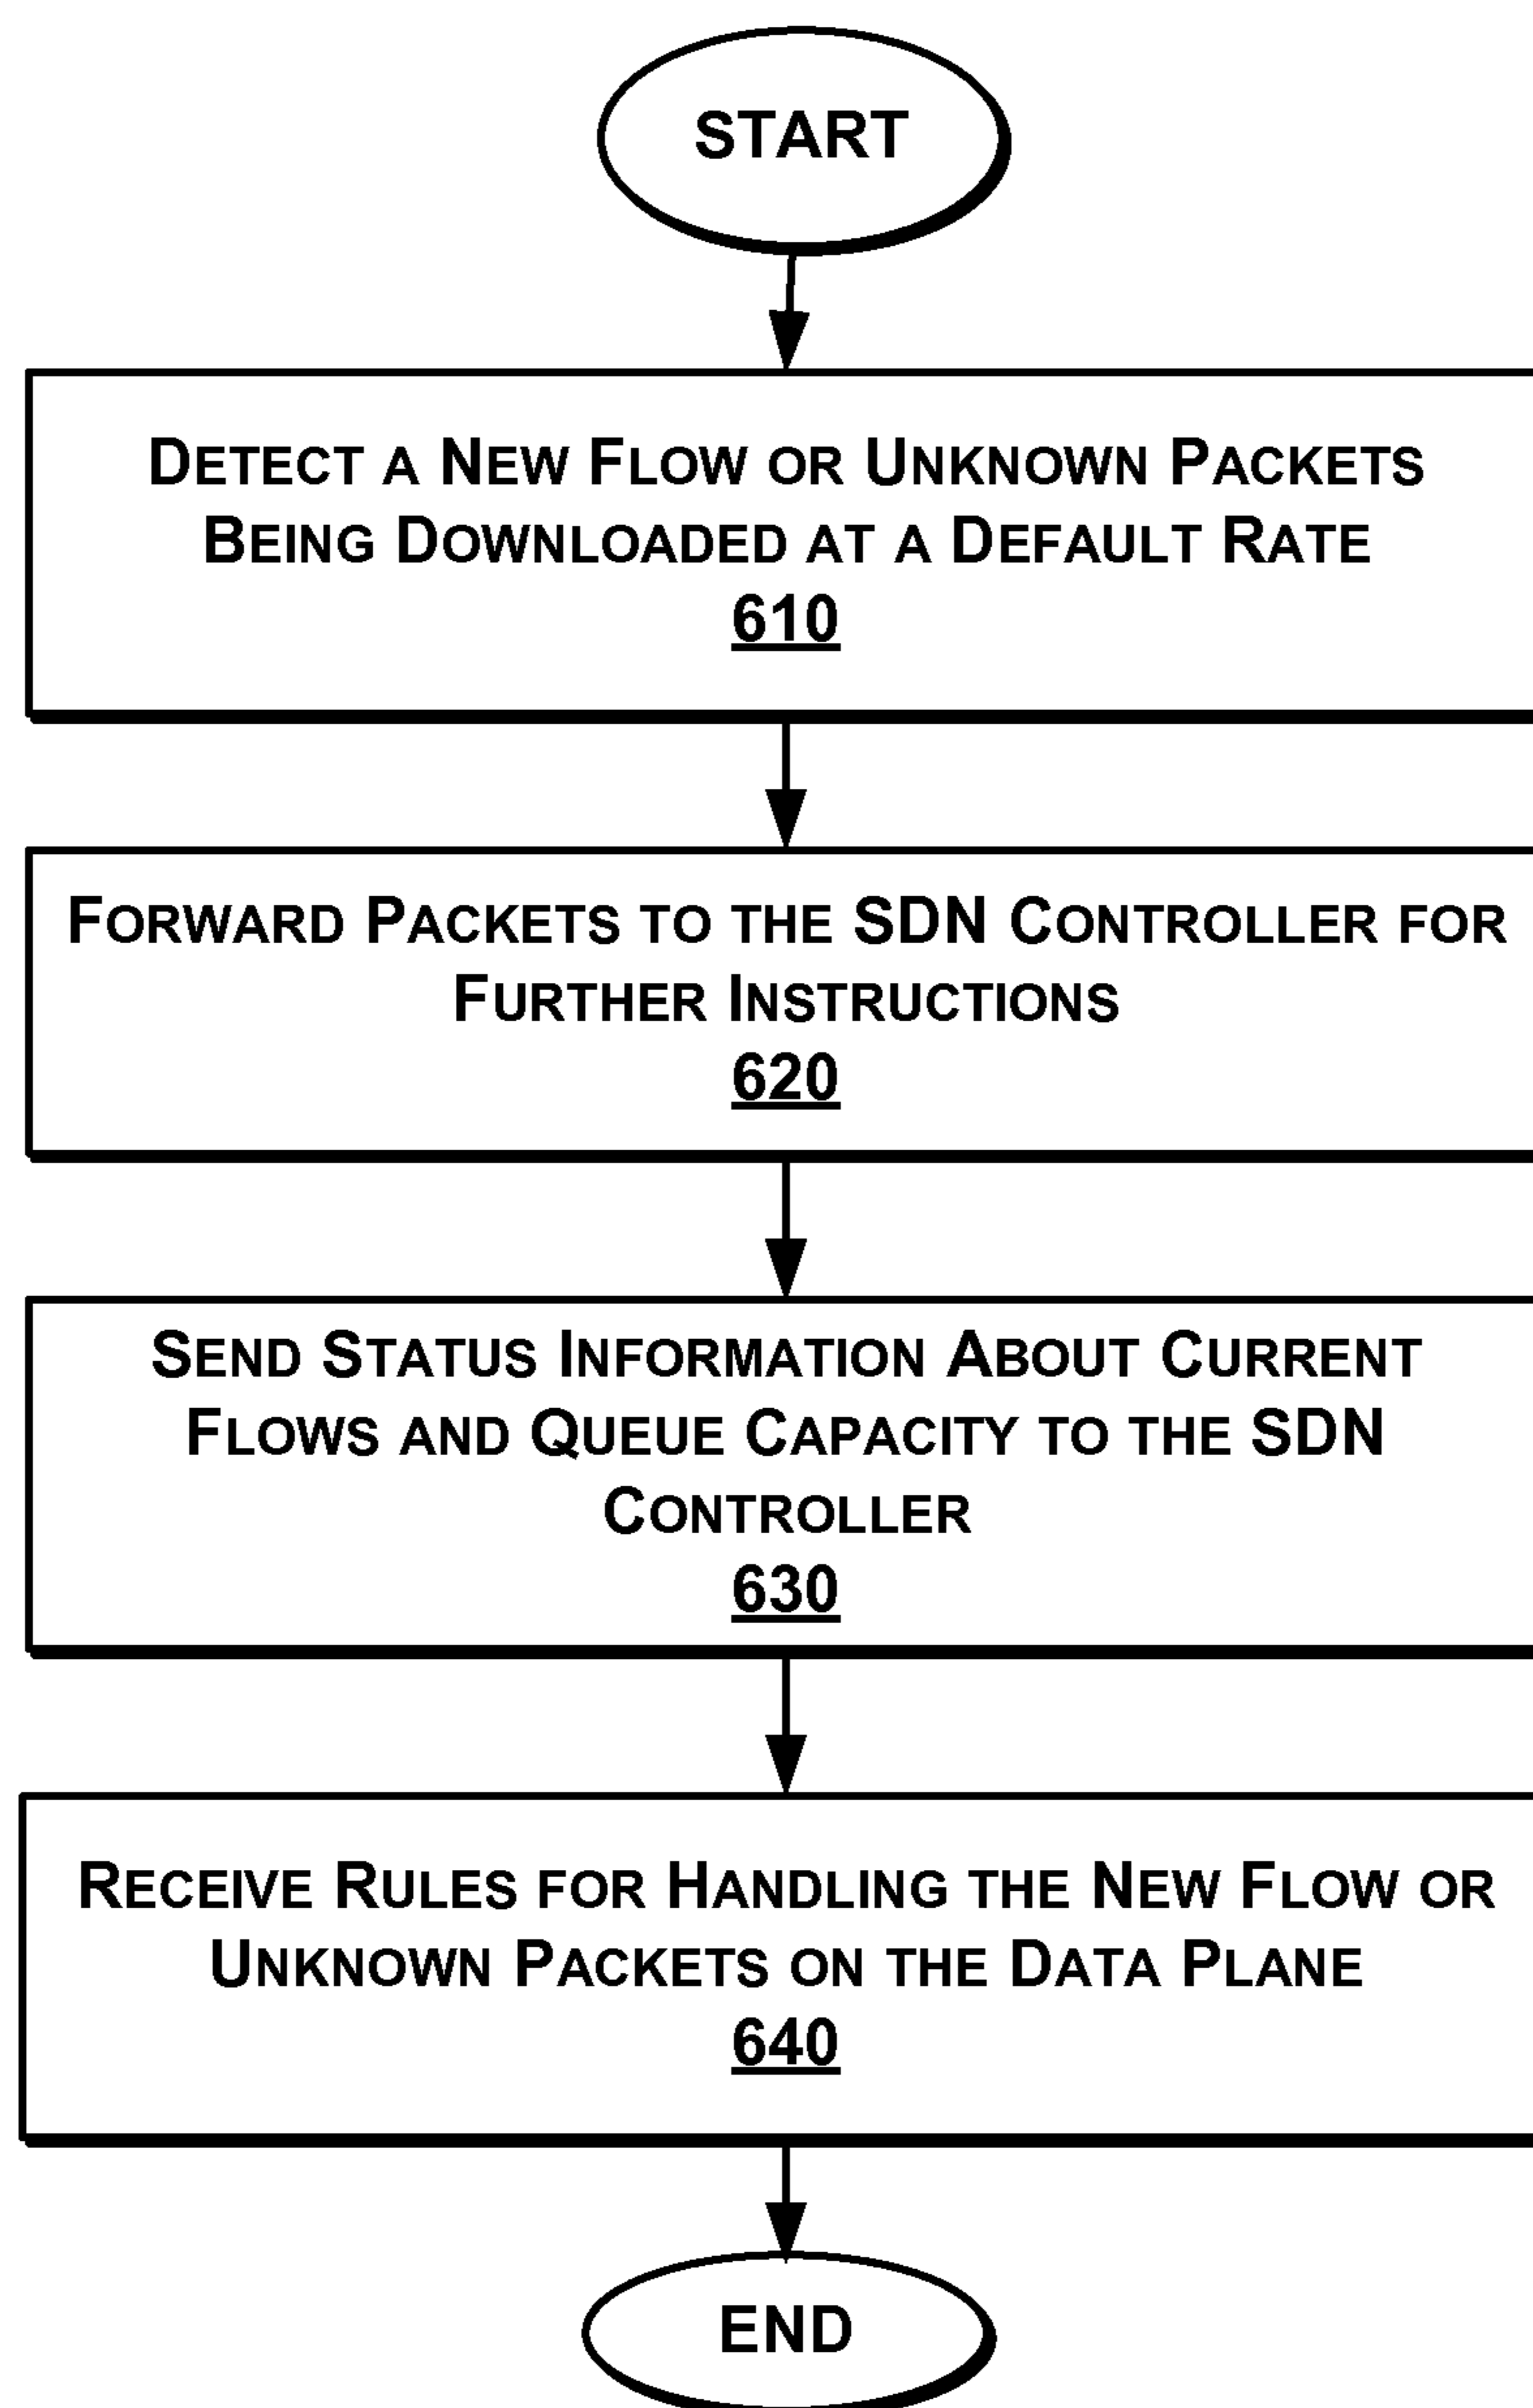 START
DETECT A NEW FLOW OR UNKNOWN PACKETS
BEING DOWNLOADED AT A DEFAULT RATE
610
FORWARD PACKETS TO THE SDN CONTROLLER FOR
FURTHER INSTRUCTIONS
620
SEND STATUS INFORMATION ABOUT CURRENT
FLOWS AND QUEUE CAPACITY TO THE SDN
CONTROLLER
630
RECEIVE RULES FOR HANDLING THE NEW FLOW OR
UNKNOWN PACKETS ON THE DATA PLANE
640
END